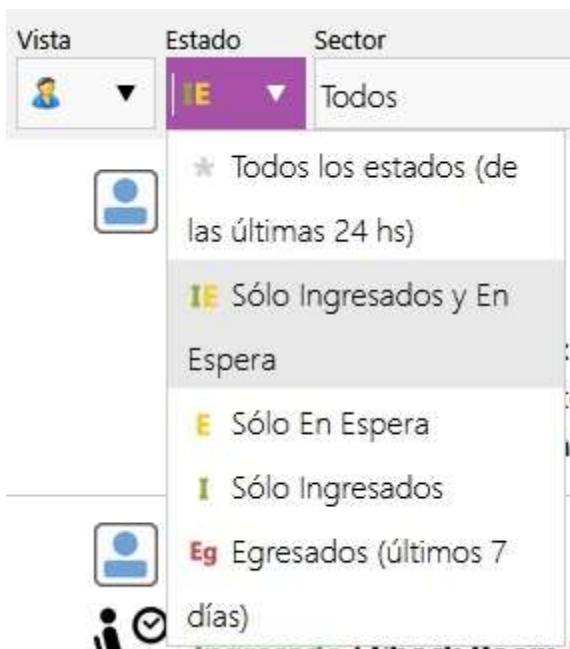 Vista Estado Sector
IE Todos
* Todos los estados (de
las últimas 24 hs)
IE Sólo Ingresados y En
Espera
E Sólo En Espera
I Sólo Ingresados
Eg Egresados (últimos 7
días)